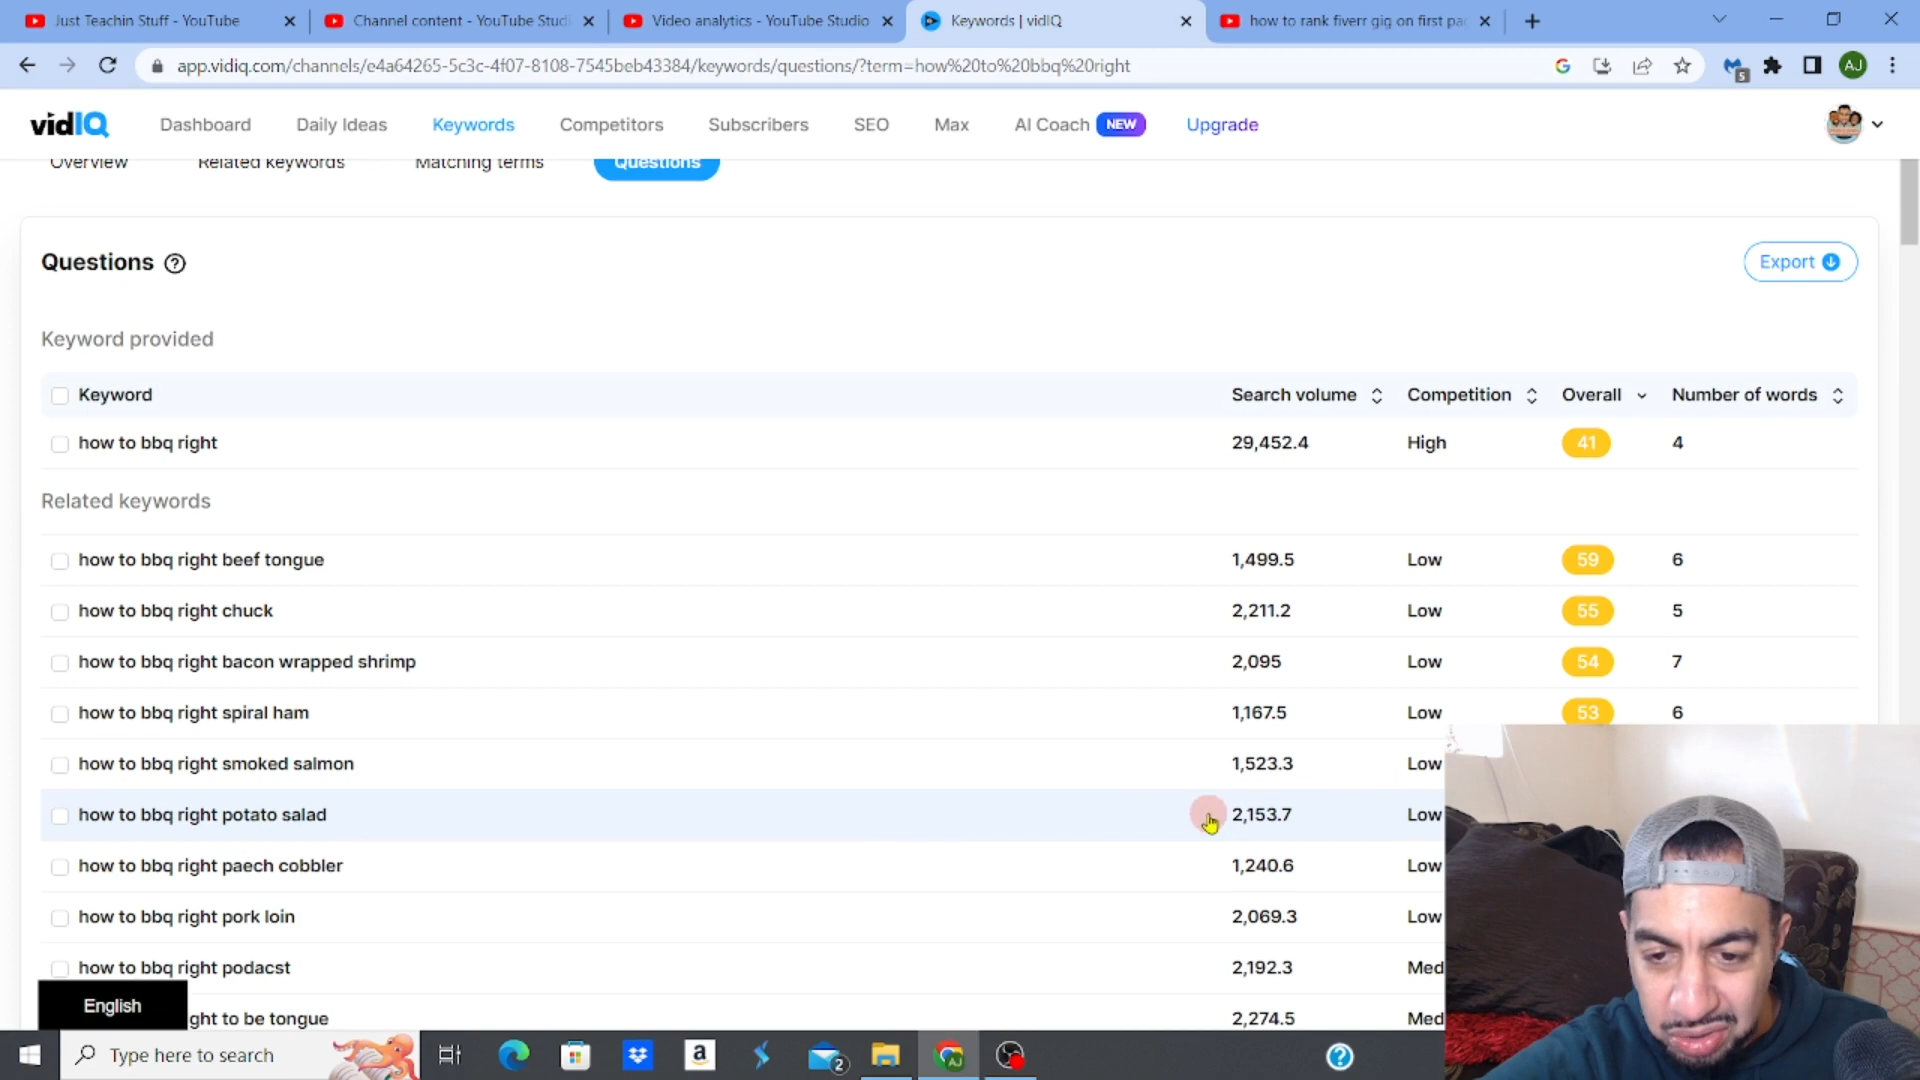 Just Teachin Stuff - YouTube
Channel content - YouTube Studi
Video analytics - YouTube Studio
Keywords | vidIQ
how to rank fiverr gig on first pa
app.vidiq.com/channels/e4a64265-5c3c-4f07-8108-7545beb43384/keywords/questions/?term=how%20to%20bbq%20right
5
AJ
vidIQ
Dashboard
Daily Ideas
Keywords
Competitors
Subscribers
SEO
Max
AI Coach NEW
Upgrade
Overview
Related keywords
Matching terms
Questions
Questions
Export
Keyword provided
Keyword Search volume Competition Overall Number of words
how to bbq right 29,452.4 High 41 4
Related keywords
how to bbq right beef tongue 1,499.5 Low 59 6
how to bbq right chuck 2,211.2 Low 55 5
how to bbq right bacon wrapped shrimp 2,095 Low 54 7
how to bbq right spiral ham 1,167.5 Low 53 6
how to bbq right smoked salmon 1,523.3 Low
how to bbq right potato salad 2,153.7 Low
how to bbq right paech cobbler 1,240.6 Low
how to bbq right pork loin 2,069.3 Low
how to bbq right podacst 2,192.3 Med
English
ght to be tongue 2,274.5 Med
Type here to search
a
2
AJ